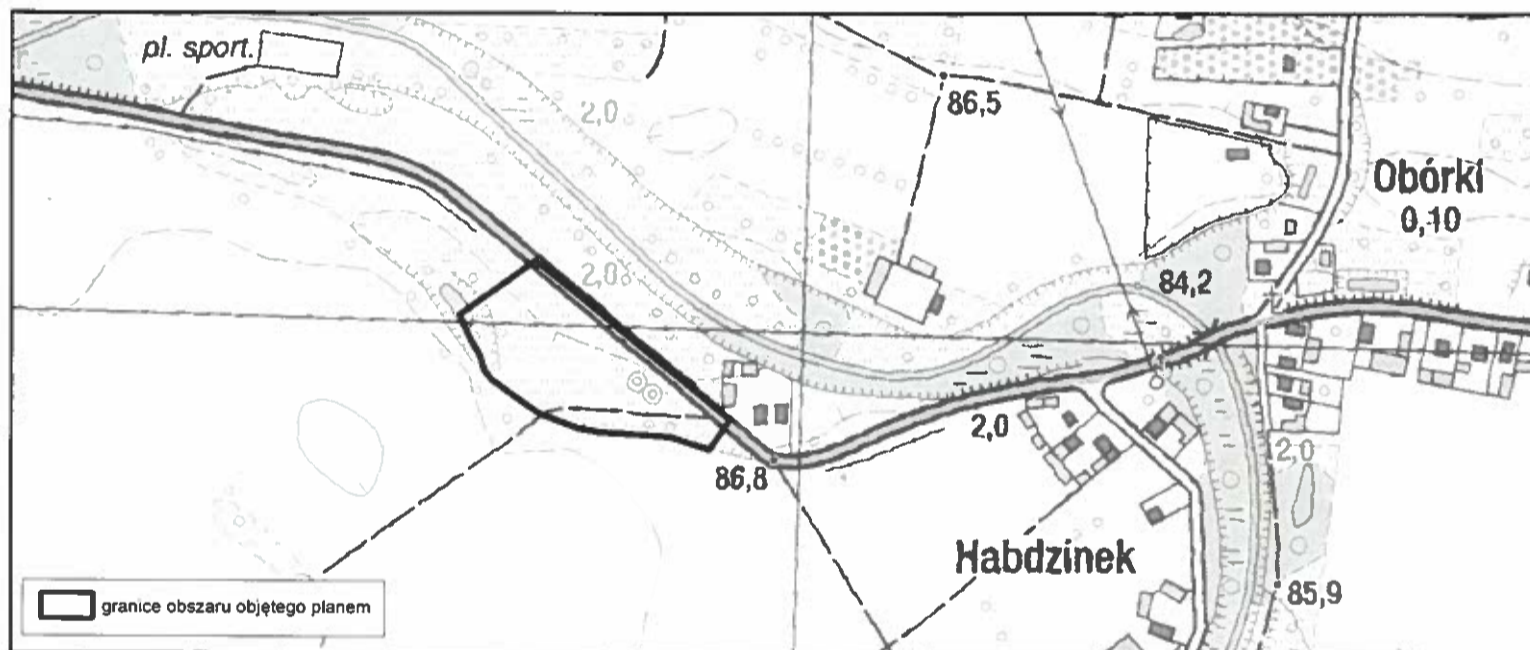 pl. sport.
2,0
86,5
Obórki
0,10
2,0
84,2
2,0
2,0
86,8
Habdzinek
85,9
granice obszaru objętego planem